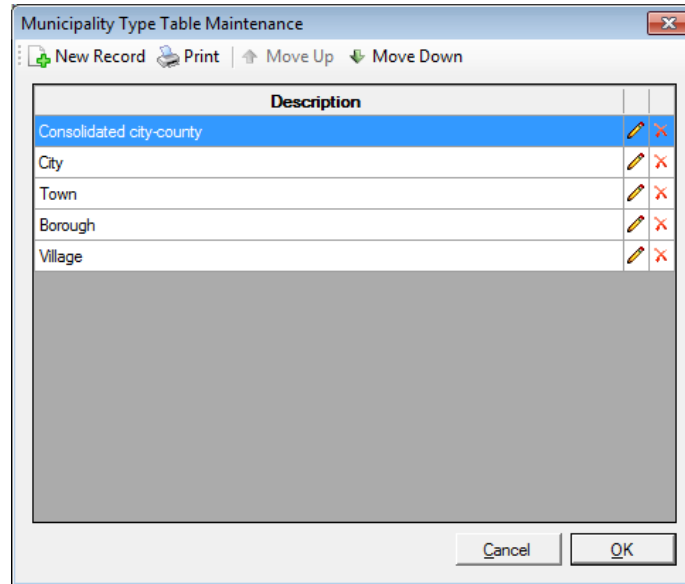 Municipality Type Table Maintenance
New Record Print Move Up Move Down
Description
Consolidated city-county
City
Town
Borough
Village
Cancel OK